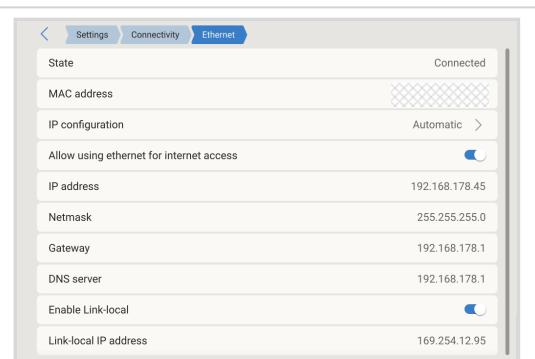 Settings Connectivity Ethernet
State Connected
MAC address
IP configuration Automatic
Allow using ethernet for internet access
IP address 192.168.178.45
Netmask 255.255.255.0
Gateway 192.168.178.1
DNS server 192.168.178.1
Enable Link-local
Link-local IP address 169.254.12.95